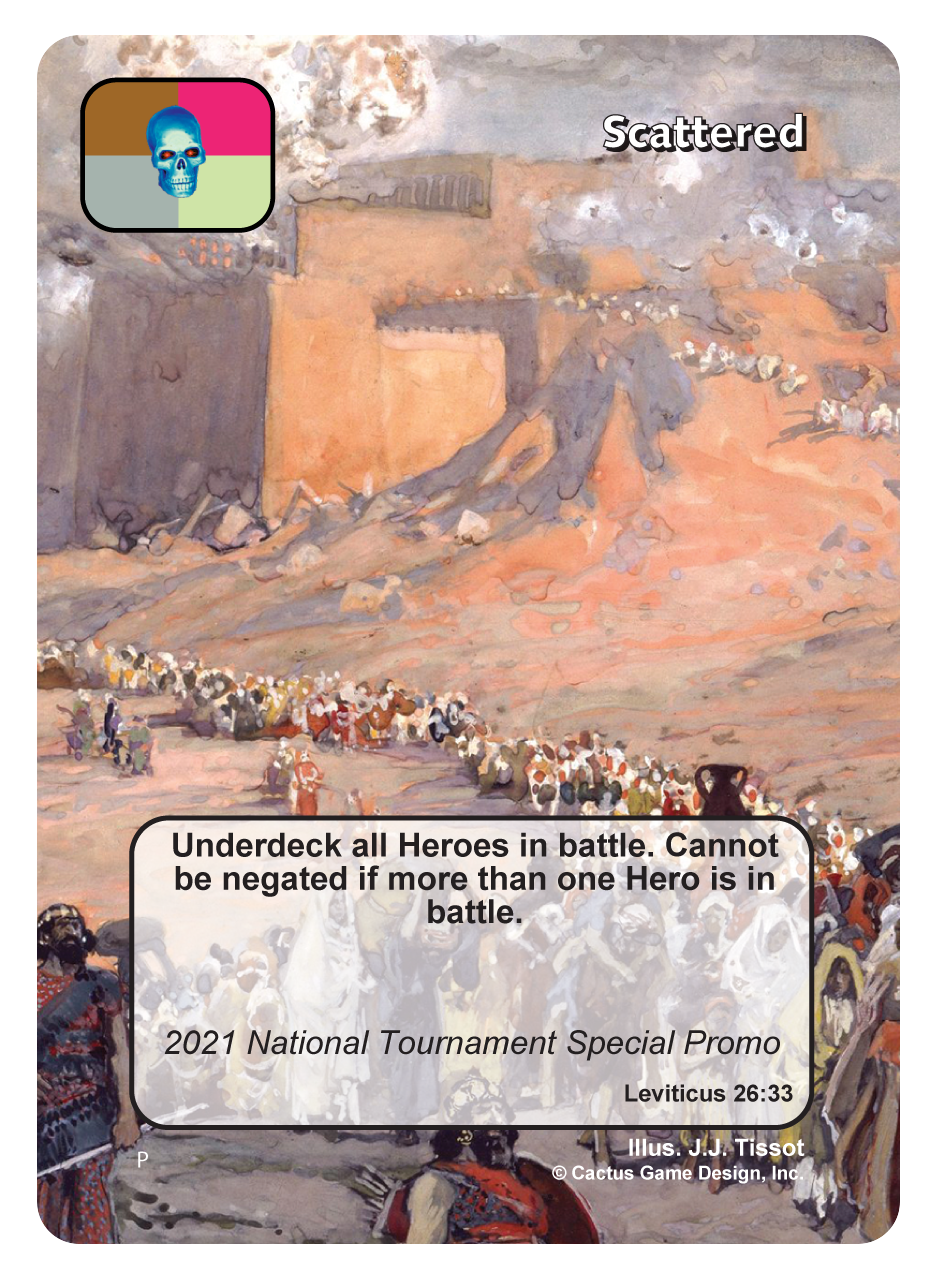 Scattered
Underdeck all Heroes in battle. Cannot
be negated if more than one Hero is in
battle.
2021 National Tournament Special Promo
Leviticus 26:33
P
Illus. J.J. Tissot
© Cactus Game Design, Inc.